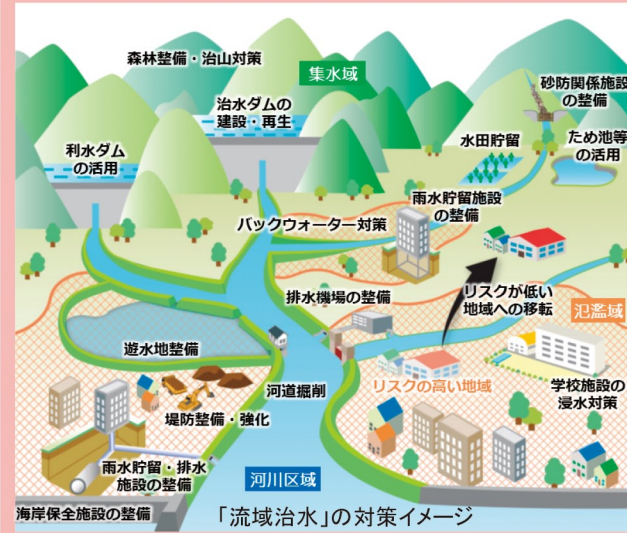 森林整備・治山対策
集水域
砂防関係施設
の整備
治水ダムの
建設・再生
利水ダム
の活用
水田貯留
ため池等
の活用
雨水貯留施設
の整備
バックウォーター対策
排水機場の整備
リスクが低い
地域への移転
氾濫域
遊水地整備
河道掘削
リスクの高い地域
学校施設の
浸水対策
堤防整備・強化
雨水貯留・排水
施設の整備
河川区域
海岸保全施設の整備
「流域治水」の対策イメージ